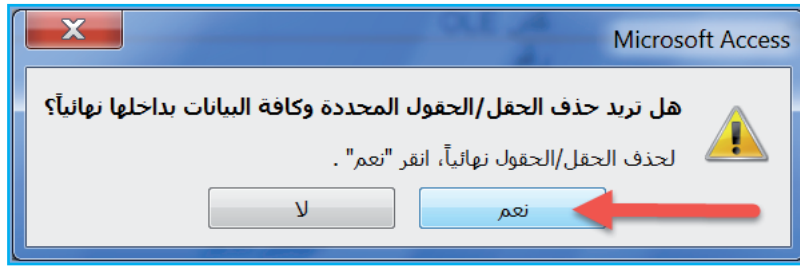 Microsoft Access
هل تريد حذف الحقل/الحقول المحددة وكافة البيانات بداخلها نهائياً؟
لحذف الحقل/الحقول نهائياً، انقر "نعم" .
نعم
لا